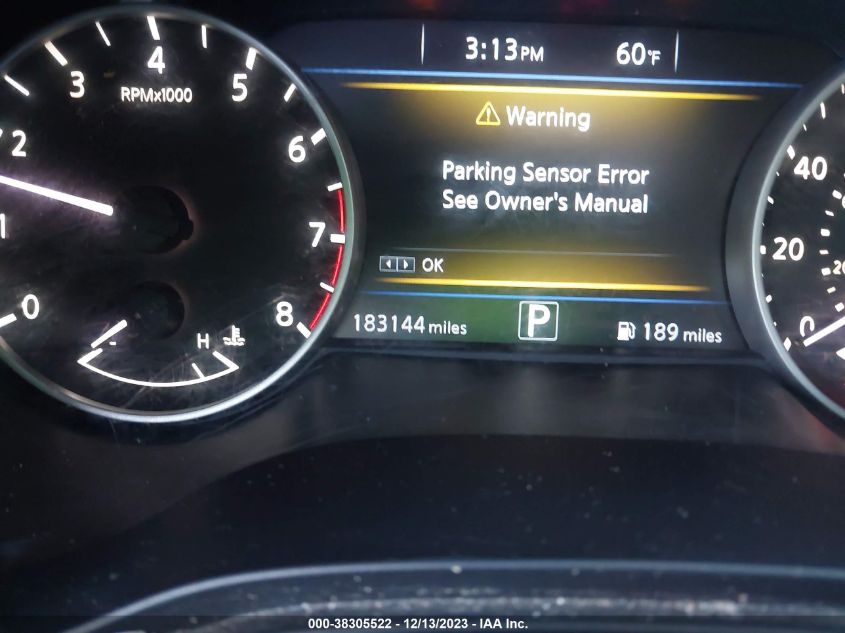 3:13PM 60°F
Warning
Parking Sensor Error
See Owner's Manual
OK
183144 miles P 189 miles
0 1 2 3 4 5 6 7 8
RPMx1000
H
0 20 40
20
000-38305522 - 12/13/2023 - IAA Inc.